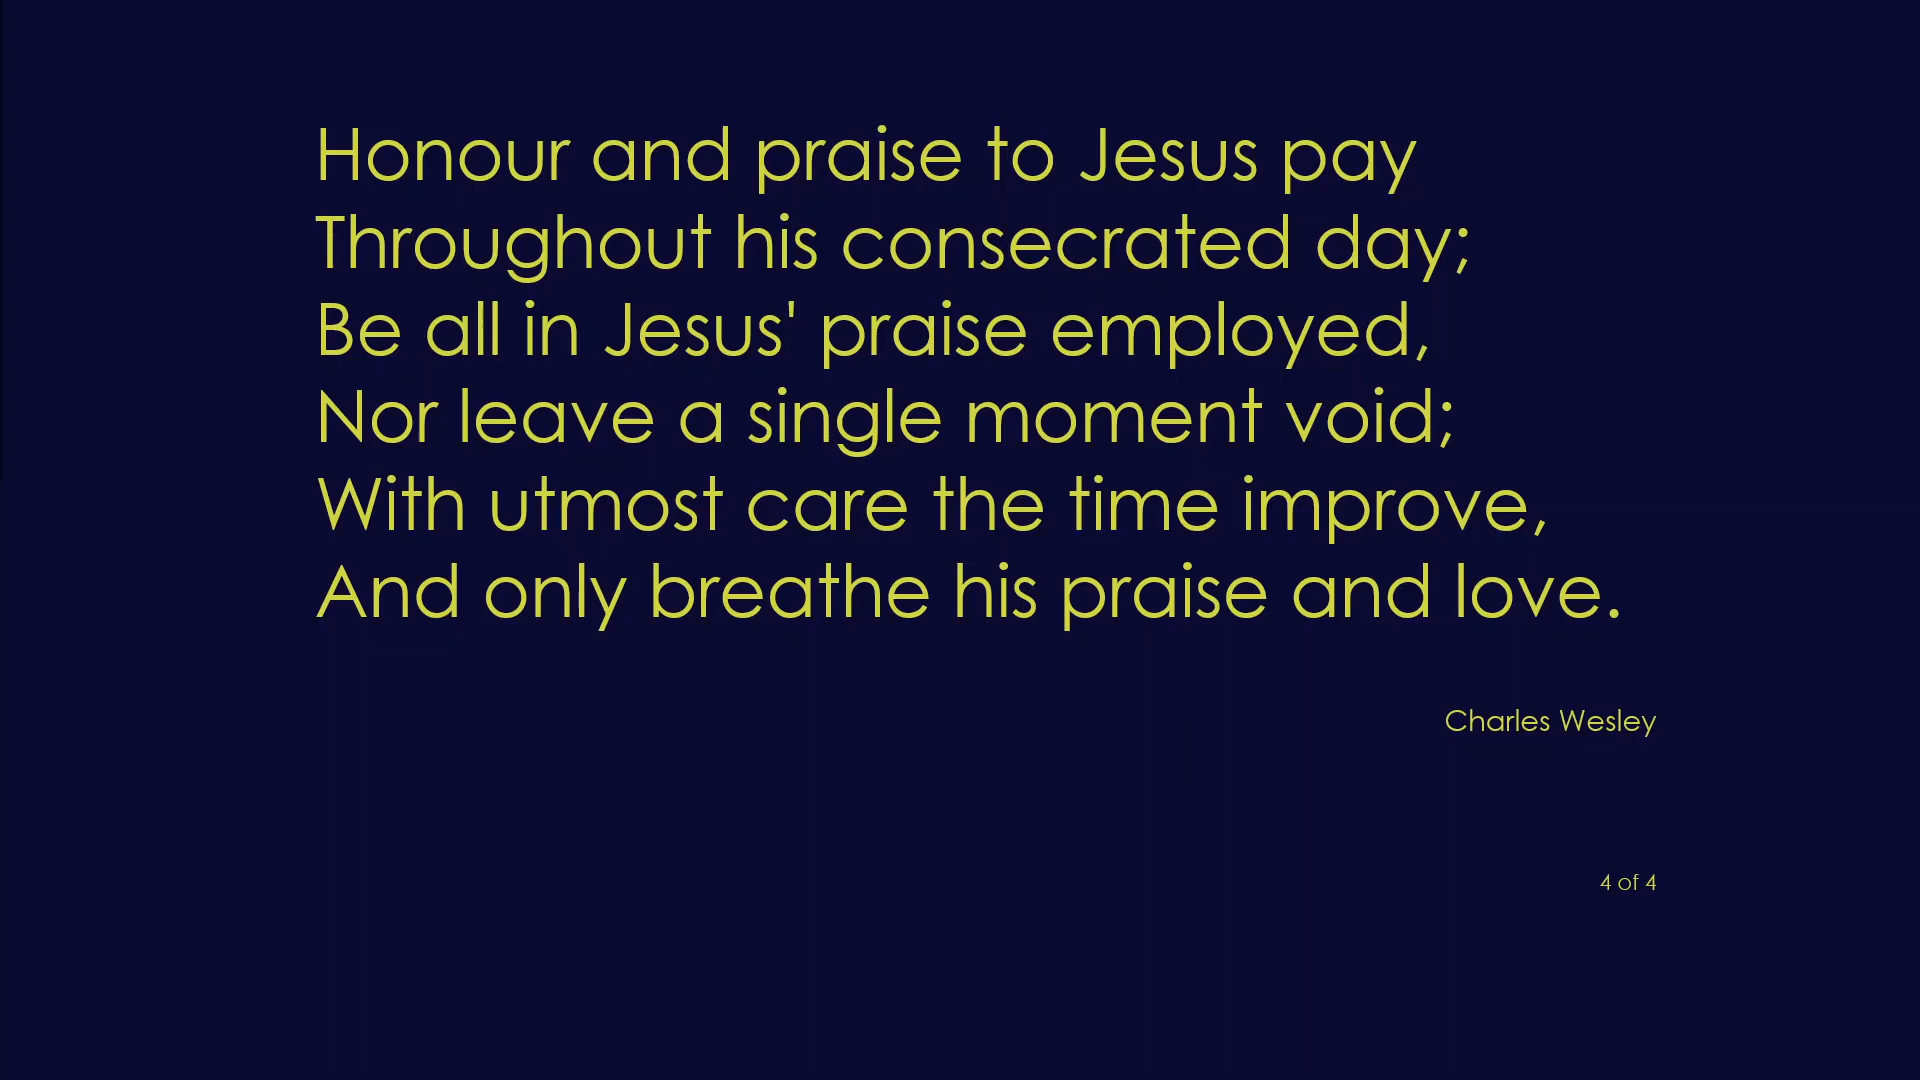 Honour and praise to Jesus pay
Throughout his consecrated day;
Be all in Jesus' praise employed,
Nor leave a single moment void;
With utmost care the time improve,
And only breathe his praise and love.
Charles Wesley
4 of 4